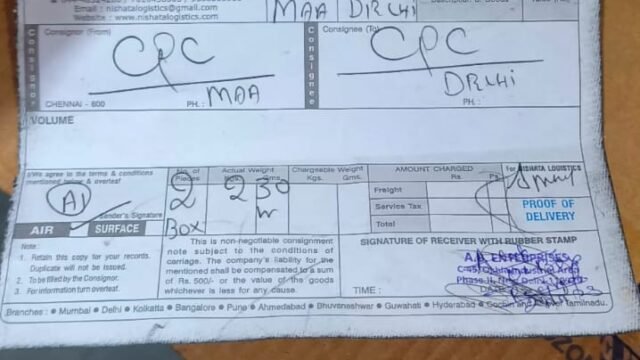 Email : nishatalogistics@gmail.com MAA DELHI
Website : www.nishatalogistics.com
Consignor (From) Consignee (To)
Consignor CPC Consignee CPC
CHENNAI - 600 PH. : MAA DELHI PH. :
VOLUME
I/We agree to the terms & conditions
mentioned below & overleaf
No. of Pieces Actual Weight Kgs. Gms. Chargeable Weight Kgs. Gms. AMOUNT CHARGED Rs. Ps. For NISHATA LOGISTICS
2 230
Box
Sender's Signature
AIR SURFACE
Freight
Service Tax
Total
PROOF OF
DELIVERY
Note :
1. Retain this copy for your records.
Duplicate will not be issued.
2. To be filled by the Consignor.
3. For information turn overleaf.
This is non-negotiable consignment
note subject to the conditions of
carriage. The company's liability for
the mentioned shall be compensated to a sum
of Rs. 500/- or the value of the goods
whichever is less for any cause.
SIGNATURE OF RECEIVER WITH RUBBER STAMP
ENTERPRISES
TIME :
Branches : • Mumbai • Delhi • Kolkatta • Bangalore • Pune • Ahmedabad • Bhuvaneshwar • Guwahati • Hyderabad • Tamilnadu.